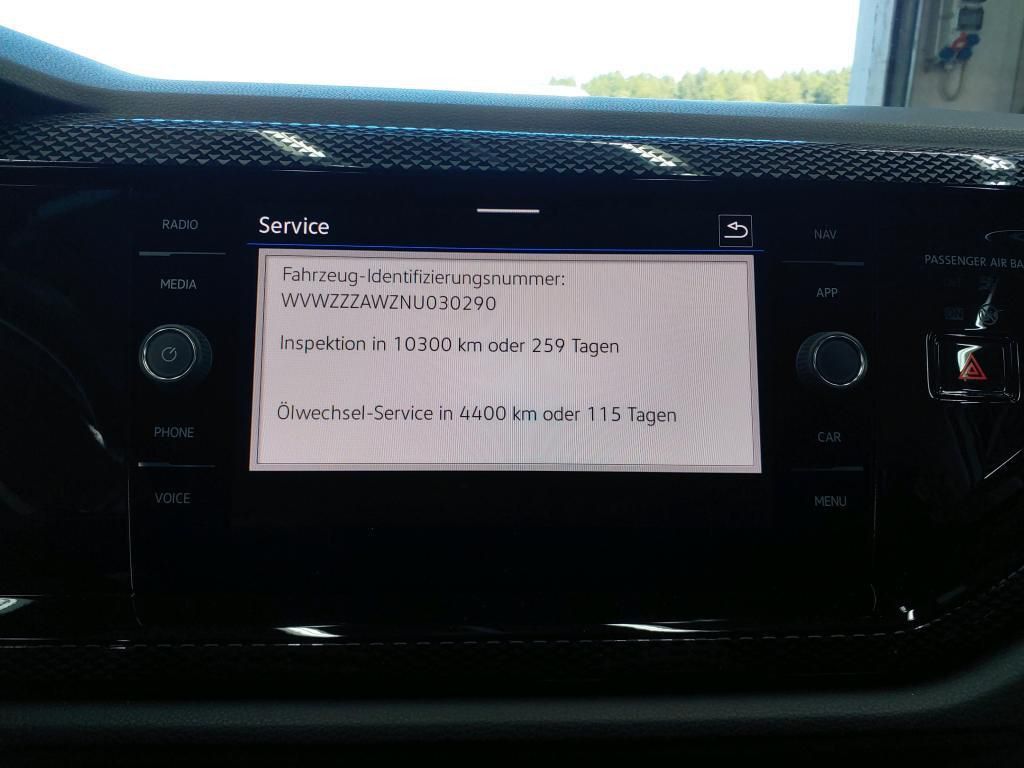 RADIO
MEDIA
PHONE
VOICE
Service
Fahrzeug-Identifizierungsnummer:
WVWZZZAWZNU030290
Inspektion in 10300 km oder 259 Tagen
Ölwechsel-Service in 4400 km oder 115 Tagen
NAV
APP
CAR
MENU
PASSENGER AIR BA